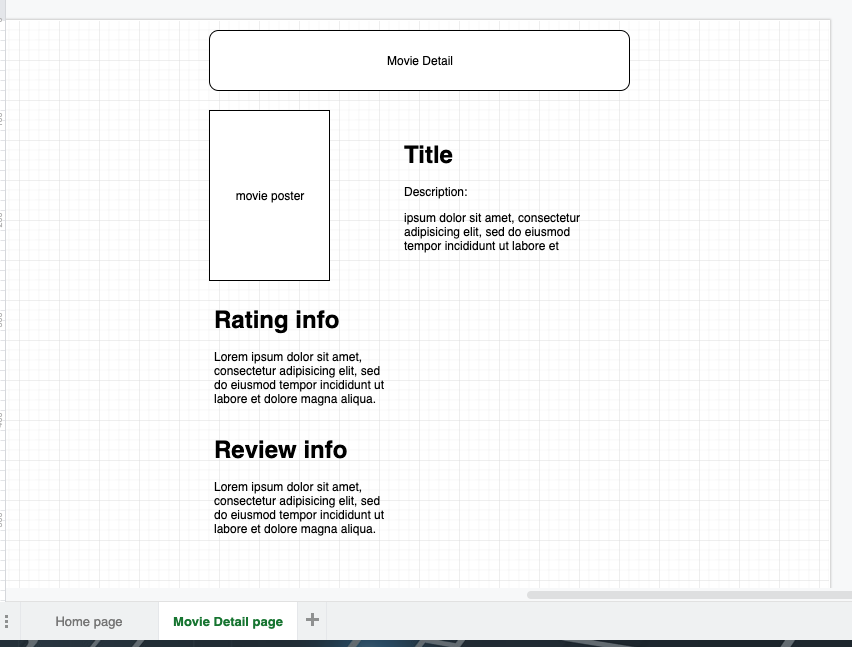 Movie Detail
movie poster
Title
Description:
ipsum dolor sit amet, consectetur
adipisicing elit, sed do eiusmod
tempor incididunt ut labore et
Rating info
Lorem ipsum dolor sit amet,
consectetur adipisicing elit, sed
do eiusmod tempor incididunt ut
labore et dolore magna aliqua.
Review info
Lorem ipsum dolor sit amet,
consectetur adipisicing elit, sed
do eiusmod tempor incididunt ut
labore et dolore magna aliqua.
Home page
Movie Detail page